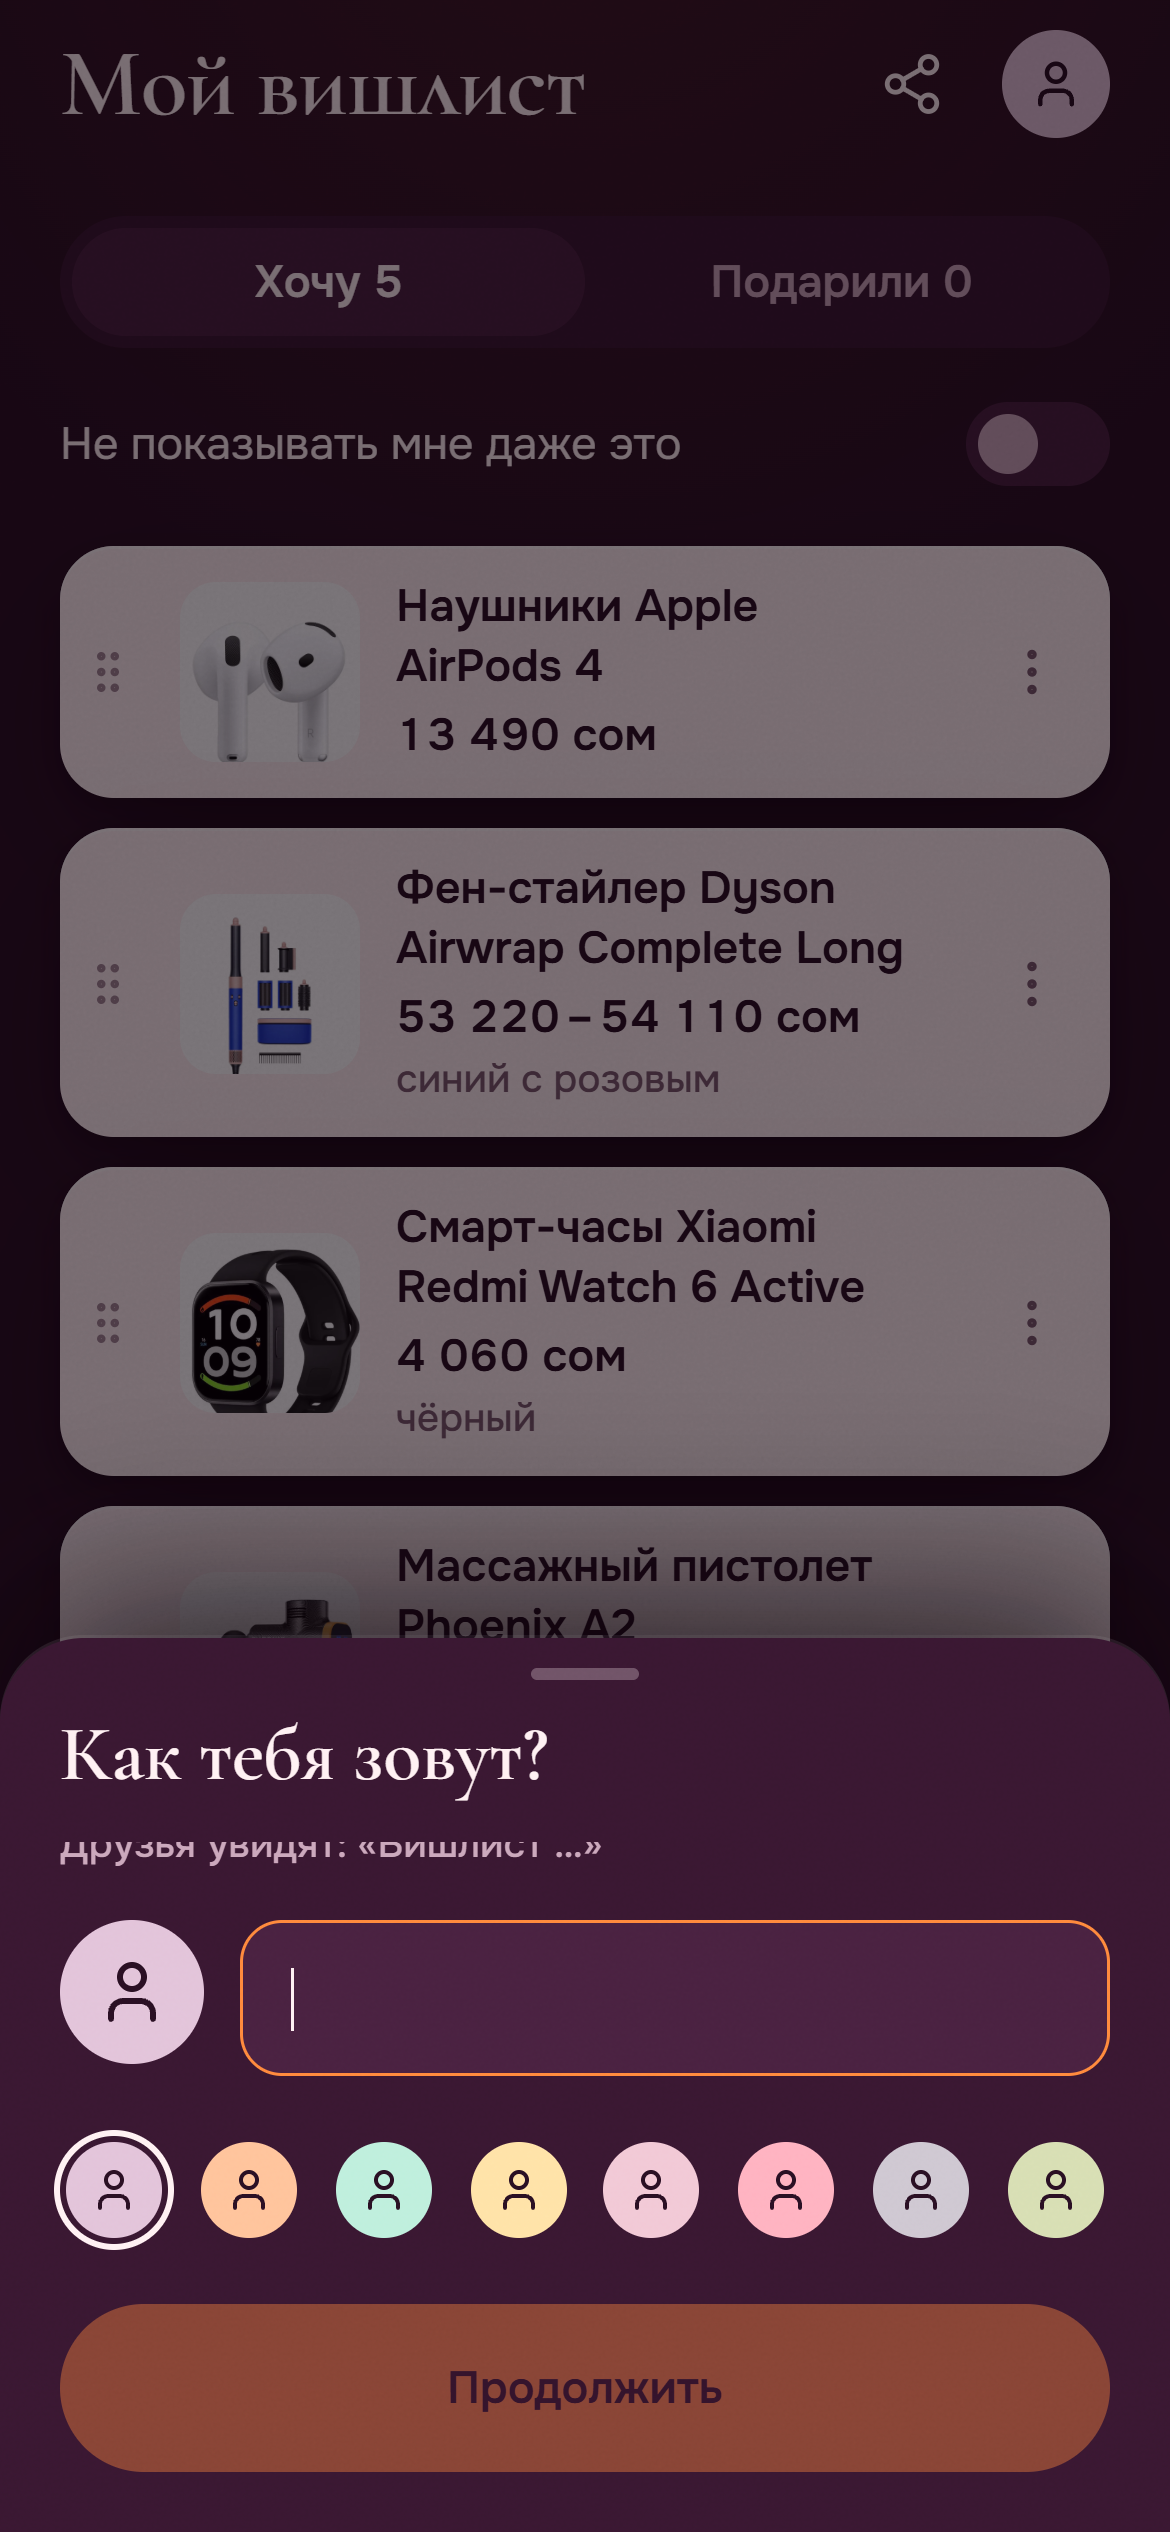 Мой вишлист
Хочу 5
Подарили 0
Не показывать мне даже это
Наушники Apple
AirPods 4
13 490 сом
Фен-стайлер Dyson
Airwrap Complete Long
53 220 – 54 110 сом
синий с розовым
Смарт-часы Xiaomi
Redmi Watch 6 Active
4 060 сом
чёрный
10
09
Массажный пистолет
Phoenix A2
Как тебя зовут?
Друзья увидят: «Вишлист ...»
Продолжить